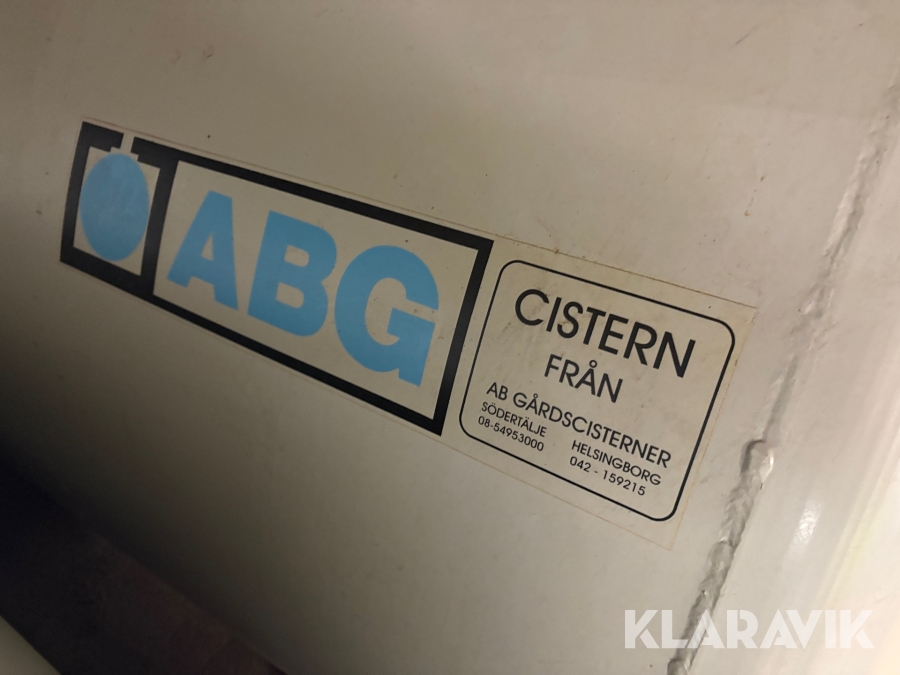 ABG
CISTERN
FRÅN
AB GÅRDSCISTERNER
SÖDERTÄLJE HELSINGBORG
08-54953000 042 - 159215
KLARAVIK